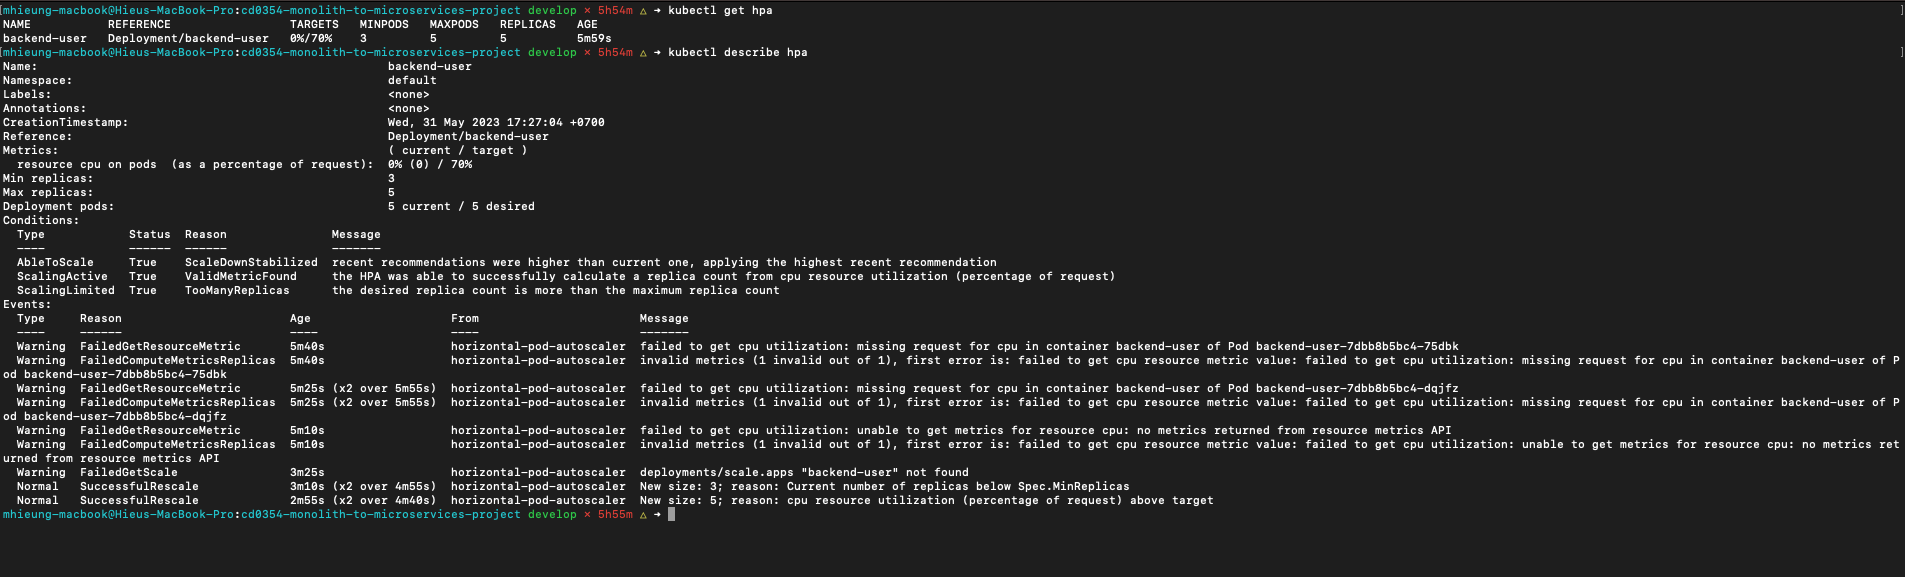 [mhieung-macbook@Hieus-MacBook-Pro:cd0354-monolith-to-microservices-project develop × 5h54m △ ➜ kubectl get hpa ]
NAME REFERENCE TARGETS MINPODS MAXPODS REPLICAS AGE
backend-user Deployment/backend-user 0%/70% 3 5 5 5m59s
[mhieung-macbook@Hieus-MacBook-Pro:cd0354-monolith-to-microservices-project develop × 5h54m △ ➜ kubectl describe hpa ]
Name: backend-user
Namespace: default
Labels: <none>
Annotations: <none>
CreationTimestamp: Wed, 31 May 2023 17:27:04 +0700
Reference: Deployment/backend-user
Metrics: ( current / target )
resource cpu on pods (as a percentage of request): 0% (0) / 70%
Min replicas: 3
Max replicas: 5
Deployment pods: 5 current / 5 desired
Conditions:
Type Status Reason Message
---- ------ ------ -------
AbleToScale True ScaleDownStabilized recent recommendations were higher than current one, applying the highest recent recommendation
ScalingActive True ValidMetricFound the HPA was able to successfully calculate a replica count from cpu resource utilization (percentage of request)
ScalingLimited True TooManyReplicas the desired replica count is more than the maximum replica count
Events:
Type Reason Age From Message
---- ------ ---- ---- -------
Warning FailedGetResourceMetric 5m40s horizontal-pod-autoscaler failed to get cpu utilization: missing request for cpu in container backend-user of Pod backend-user-7dbb8b5bc4-75dbk
Warning FailedComputeMetricsReplicas 5m40s horizontal-pod-autoscaler invalid metrics (1 invalid out of 1), first error is: failed to get cpu resource metric value: failed to get cpu utilization: missing request for cpu in container backend-user of P
od backend-user-7dbb8b5bc4-75dbk
Warning FailedGetResourceMetric 5m25s (x2 over 5m55s) horizontal-pod-autoscaler failed to get cpu utilization: missing request for cpu in container backend-user of Pod backend-user-7dbb8b5bc4-dqjfz
Warning FailedComputeMetricsReplicas 5m25s (x2 over 5m55s) horizontal-pod-autoscaler invalid metrics (1 invalid out of 1), first error is: failed to get cpu resource metric value: failed to get cpu utilization: missing request for cpu in container backend-user of P
od backend-user-7dbb8b5bc4-dqjfz
Warning FailedGetResourceMetric 5m10s horizontal-pod-autoscaler failed to get cpu utilization: unable to get metrics for resource cpu: no metrics returned from resource metrics API
Warning FailedComputeMetricsReplicas 5m10s horizontal-pod-autoscaler invalid metrics (1 invalid out of 1), first error is: failed to get cpu resource metric value: failed to get cpu utilization: unable to get metrics for resource cpu: no metrics ret
urned from resource metrics API
Warning FailedGetScale 3m25s horizontal-pod-autoscaler deployments/scale.apps "backend-user" not found
Normal SuccessfulRescale 3m10s (x2 over 4m55s) horizontal-pod-autoscaler New size: 3; reason: Current number of replicas below Spec.MinReplicas
Normal SuccessfulRescale 2m55s (x2 over 4m40s) horizontal-pod-autoscaler New size: 5; reason: cpu resource utilization (percentage of request) above target
mhieung-macbook@Hieus-MacBook-Pro:cd0354-monolith-to-microservices-project develop × 5h55m △ ➜